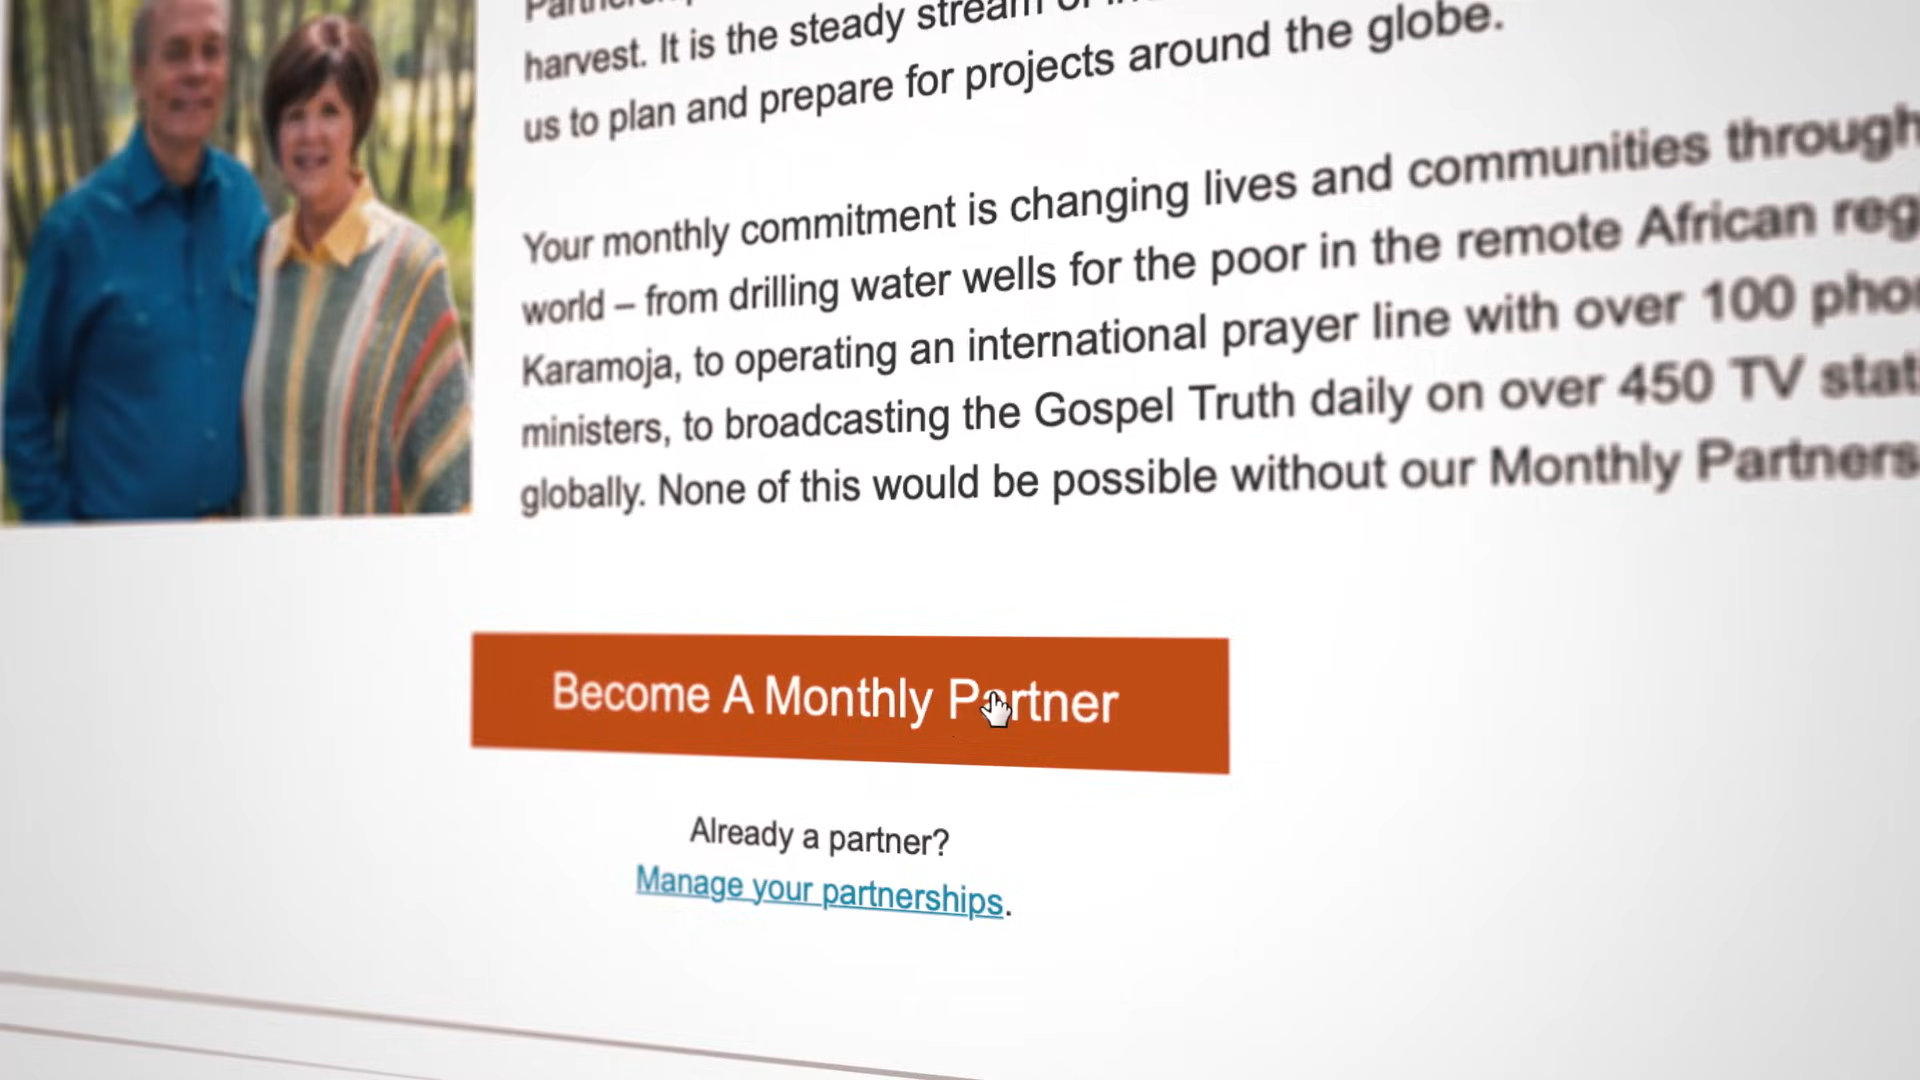 harvest. It is the steady stream of
us to plan and prepare for projects around the globe.
Your monthly commitment is changing lives and communities through
world – from drilling water wells for the poor in the remote African reg
Karamoja, to operating an international prayer line with over 100 pho
ministers, to broadcasting the Gospel Truth daily on over 450 TV stat
globally. None of this would be possible without our Monthly Partners
Become A Monthly Partner
Already a partner?
Manage your partnerships.